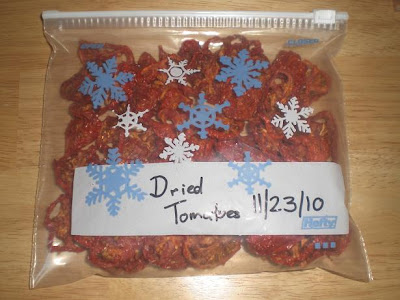 Dried
Tomatoes 11/23/10
Hefty